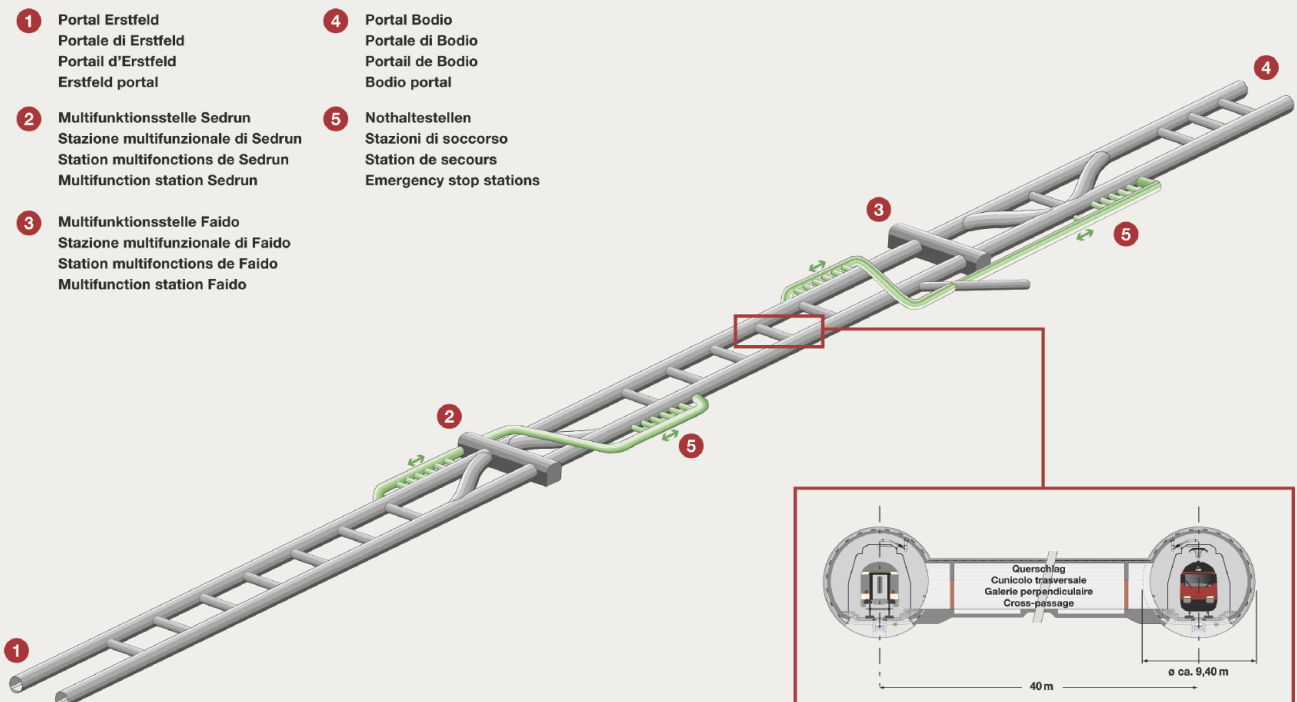 1 Portal Erstfeld
Portale di Erstfeld
Portail d'Erstfeld
Erstfeld portal
2 Multifunktionsstelle Sedrun
Stazione multifunzionale di Sedrun
Station multifonctions de Sedrun
Multifunction station Sedrun
3 Multifunktionsstelle Faido
Stazione multifunzionale di Faido
Station multifonctions de Faido
Multifunction station Faido
4 Portal Bodio
Portale di Bodio
Portail de Bodio
Bodio portal
5 Nothaltestellen
Stazioni di soccorso
Station de secours
Emergency stop stations
4
3
5
2
5
1
Querschlag
Cunicolo trasversale
Galerie perpendiculaire
Cross-passage
ø ca. 9,40 m
40 m